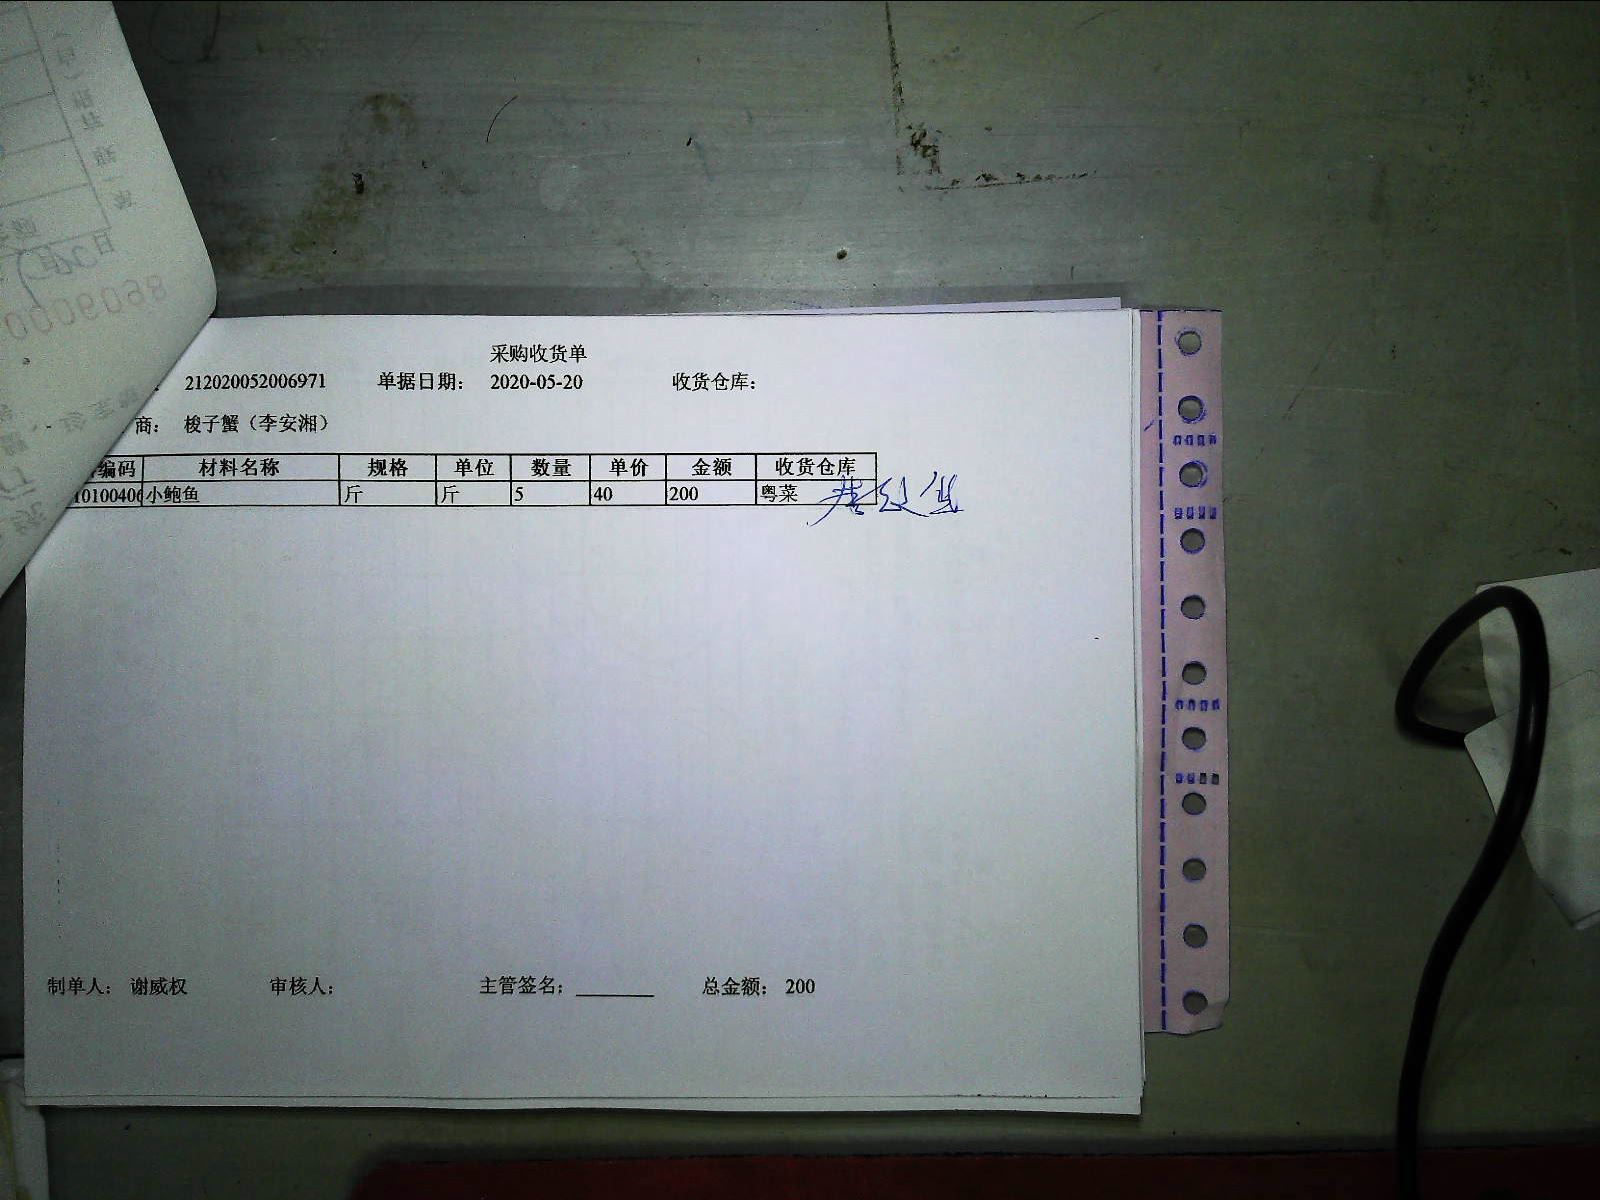 采购收货单
212020052006971 单据日期： 2020-05-20 收货仓库：
商： 梭子蟹（李安湘）
编码 材料名称 规格 单位 数量 单价 金额 收货仓库
10100406 小鲍鱼 斤 斤 5 40 200 粤菜
制单人： 谢威权 审核人： 主管签名： 总金额： 200